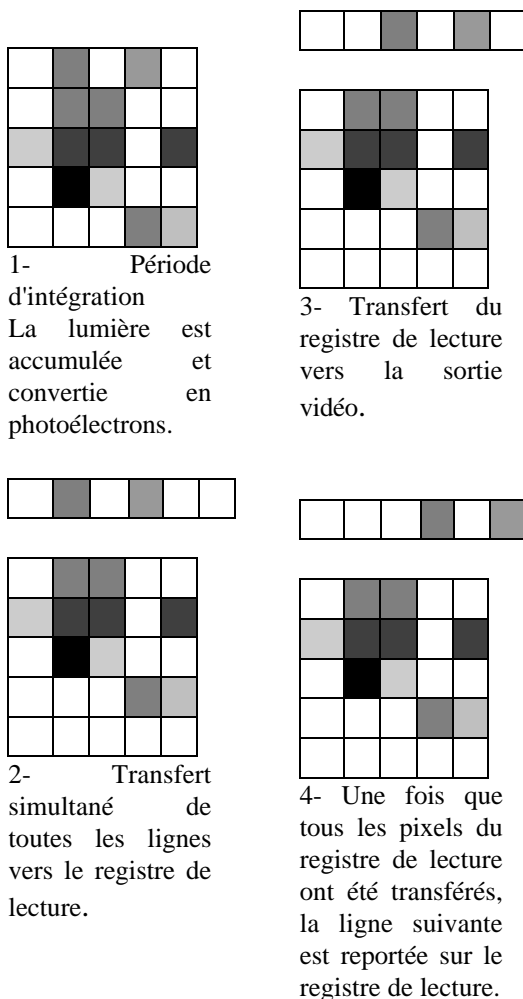 1- Période
d'intégration
La lumière est
accumulée et
convertie en
photoélectrons.
2- Transfert
simultané de
toutes les lignes
vers le registre de
lecture.
3- Transfert du
registre de lecture
vers la sortie
vidéo.
4- Une fois que
tous les pixels du
registre de lecture
ont été transférés,
la ligne suivante
est reportée sur le
registre de lecture.